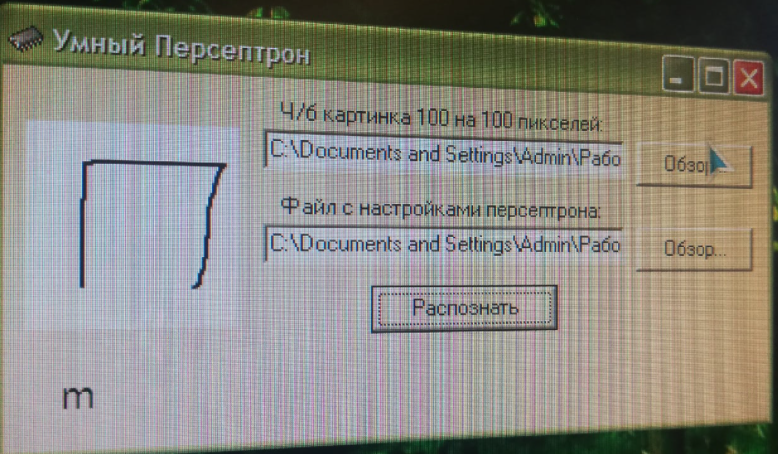 Умный Персептрон
Ч/б картинка 100 на 100 пикселей:
C:\Documents and Settings\Admin\Рабо
Обзор...
Файл с настройками персептрона:
C:\Documents and Settings\Admin\Рабо
Обзор...
Распознать
П
m